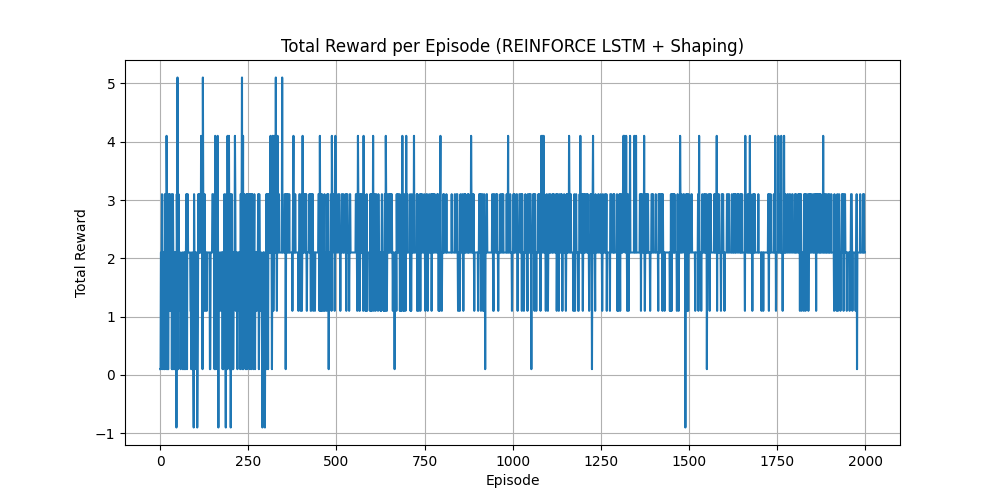 Total Reward per Episode (REINFORCE LSTM + Shaping)
5
4
3
2
1
0
−1
Total Reward
0 250 500 750 1000 1250 1500 1750 2000
Episode